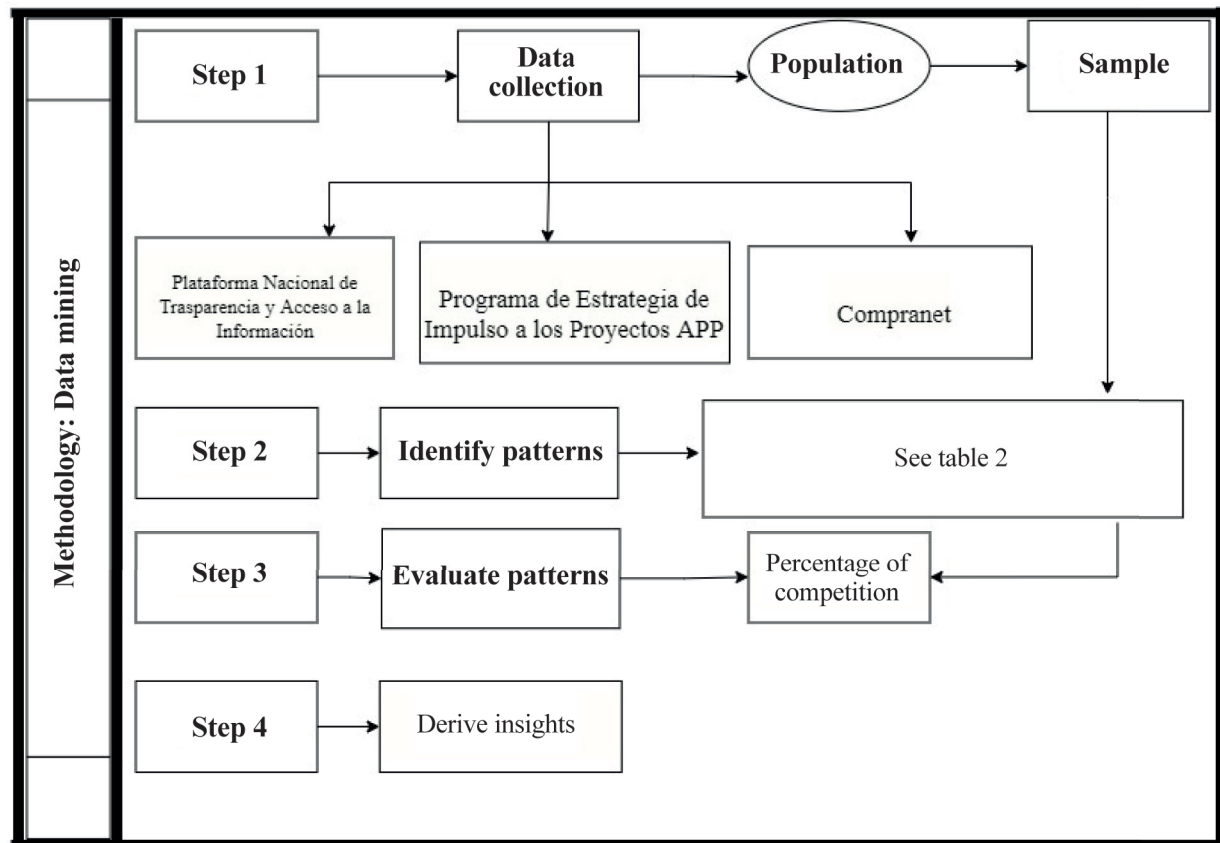 Methodology: Data mining
Step 1
Data
collection
Population
Sample
Plataforma Nacional de
Trasparencia y Acceso a la
Información
Programa de Estrategia de
Impulso a los Proyectos APP
Compranet
Step 2
Identify patterns
See table 2
Step 3
Evaluate patterns
Percentage of
competition
Step 4
Derive insights